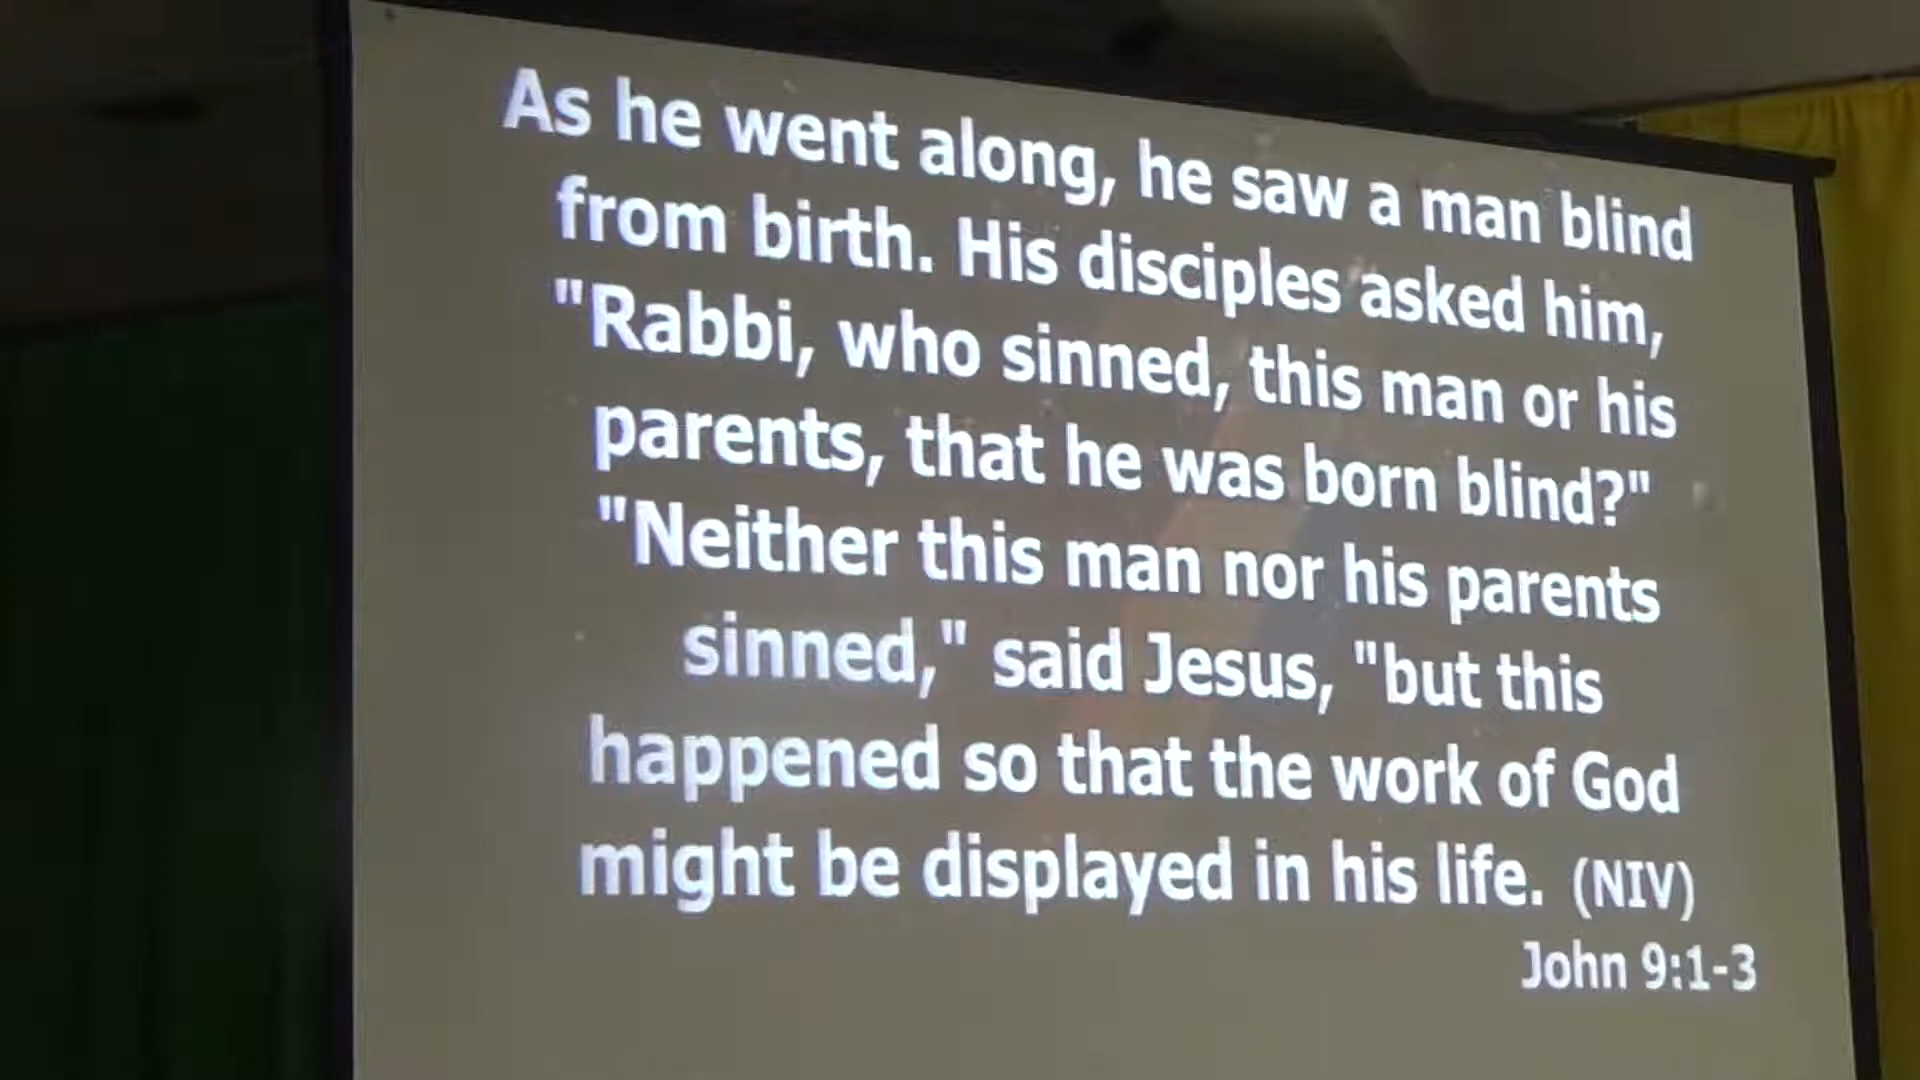 As he went along, he saw a man blind
from birth. His disciples asked him,
"Rabbi, who sinned, this man or his
parents, that he was born blind?"
"Neither this man nor his parents
sinned," said Jesus, "but this
happened so that the work of God
might be displayed in his life. (NIV)
John 9:1-3